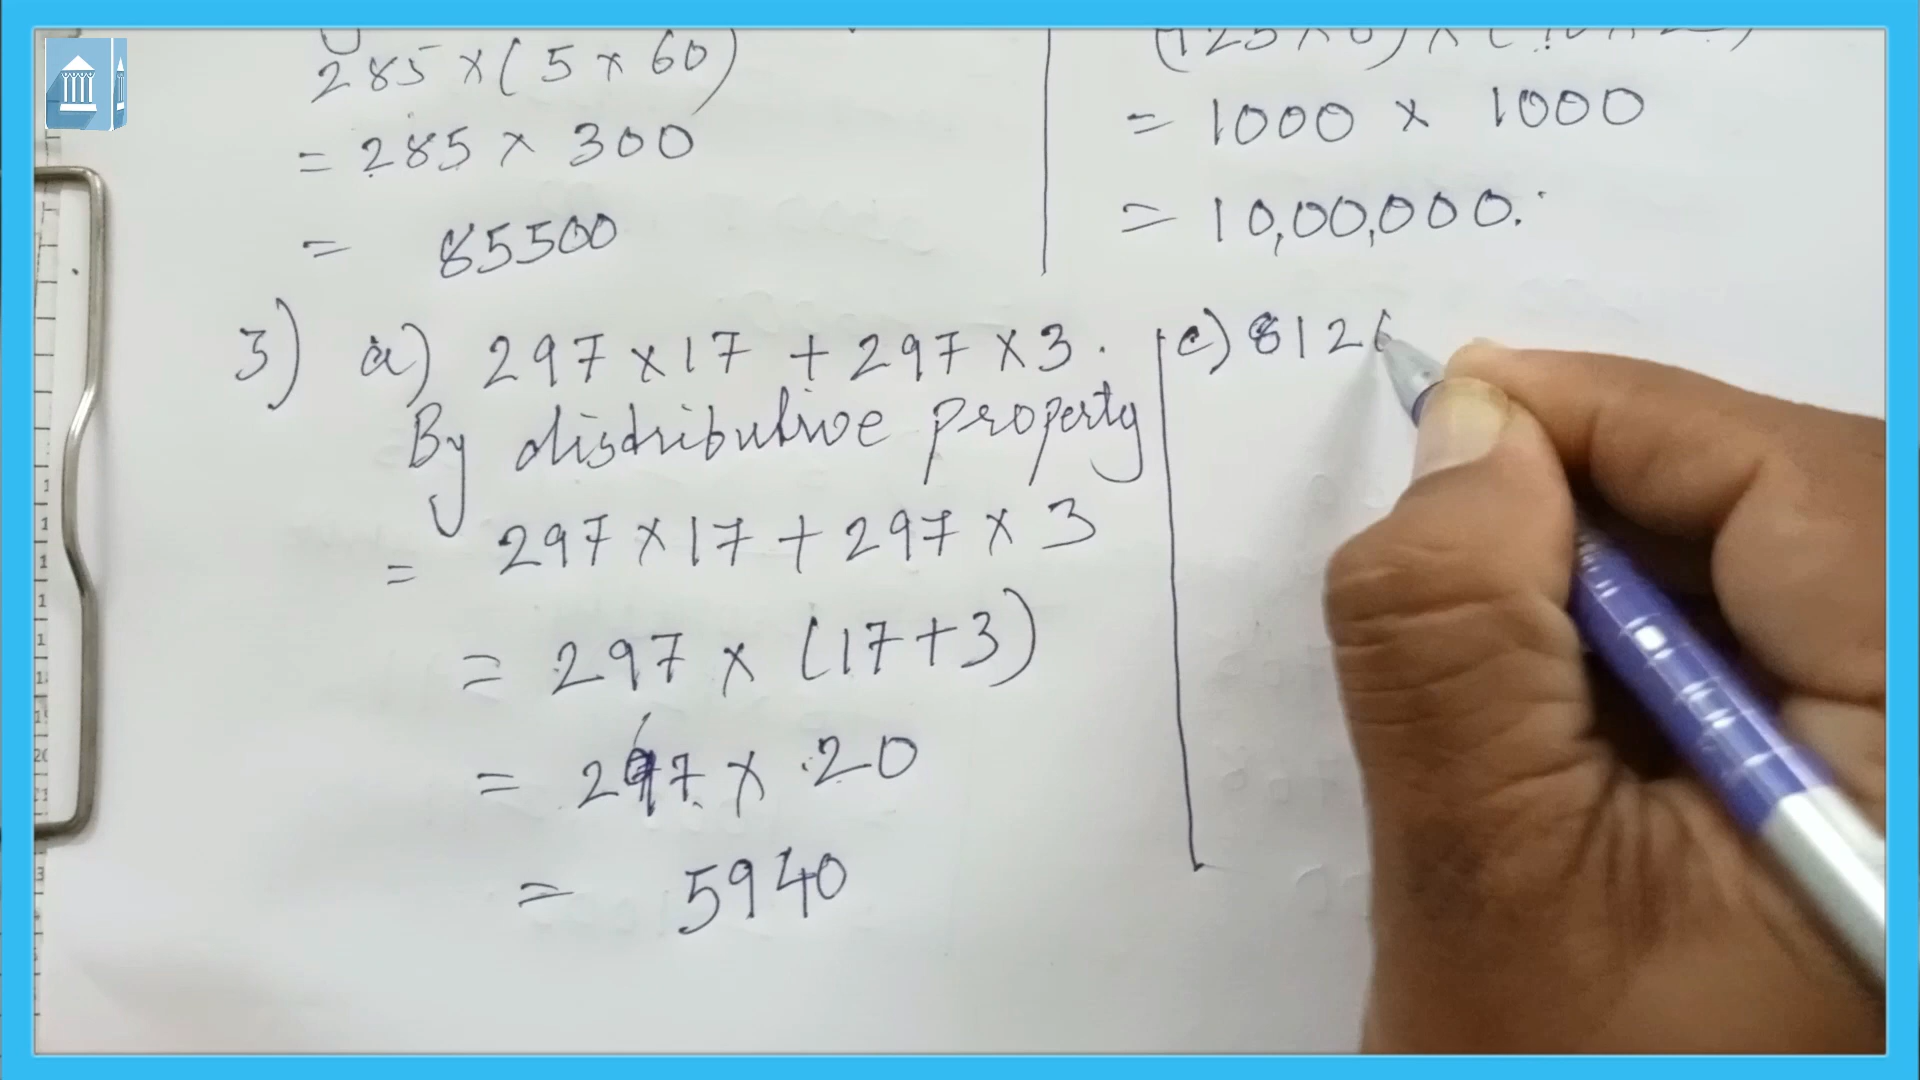 285 × (5 × 60)
= 285 × 300
= 85500
= 1000 × 1000
= 10,00,000.
3) a) 297 × 17 + 297 × 3.
By distributive property
= 297 × 17 + 297 × 3
= 297 × (17 + 3)
= 297 × 20
= 5940
c) 8126